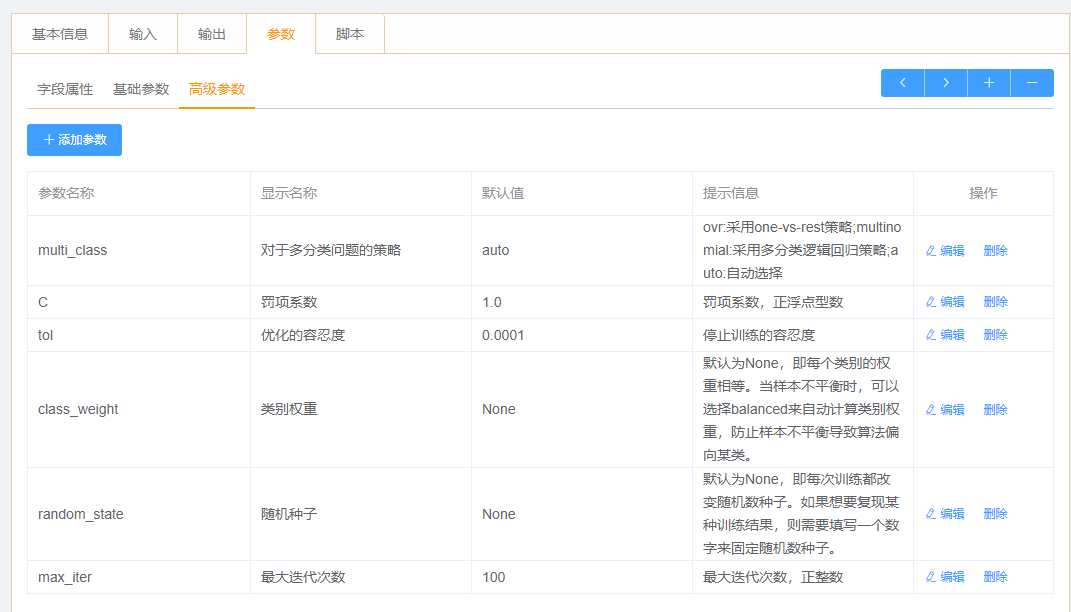 基本信息 输入 输出 参数 脚本
字段属性 基础参数 高级参数
添加参数
参数名称 显示名称 默认值 提示信息 操作
multi_class 对于多分类问题的策略 auto
ovr:采用one-vs-rest策略;multino
mial:采用多分类逻辑回归策略;a
uto:自动选择
编辑 删除
C 罚项系数 1.0 罚项系数，正浮点型数 编辑 删除
tol 优化的容忍度 0.0001 停止训练的容忍度 编辑 删除
class_weight 类别权重 None
默认为None，即每个类别的权
重相等。当样本不平衡时，可以
选择balanced来自动计算类别权
重，防止样本不平衡导致算法偏
向某类。
编辑 删除
random_state 随机种子 None
默认为None，即每次训练都改
变随机数种子。如果想要复现某
种训练结果，则需要填写一个数
字来固定随机数种子。
编辑 删除
max_iter 最大迭代次数 100 最大迭代次数，正整数 编辑 删除